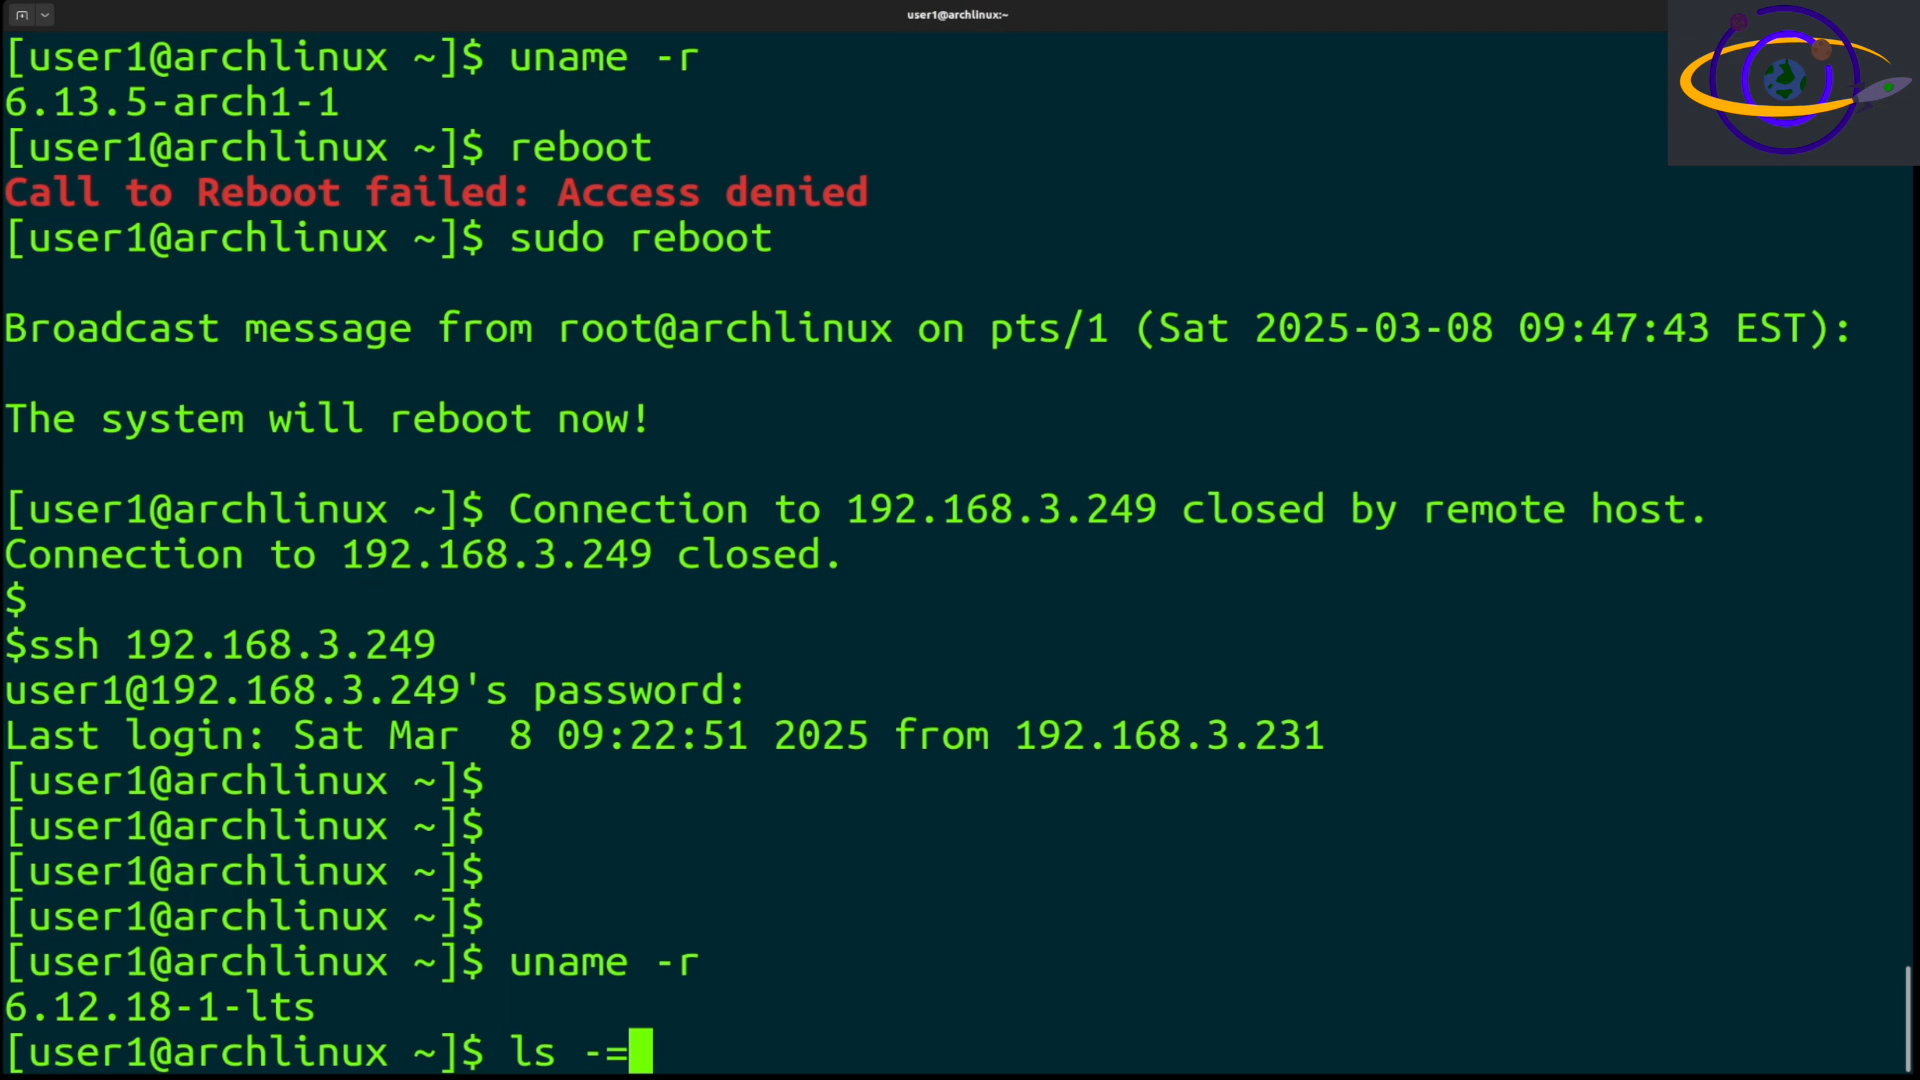 user1@archlinux:~
[user1@archlinux ~]$ uname -r
6.13.5-arch1-1
[user1@archlinux ~]$ reboot
Call to Reboot failed: Access denied
[user1@archlinux ~]$ sudo reboot
Broadcast message from root@archlinux on pts/1 (Sat 2025-03-08 09:47:43 EST):
The system will reboot now!
[user1@archlinux ~]$ Connection to 192.168.3.249 closed by remote host.
Connection to 192.168.3.249 closed.
$
$ssh 192.168.3.249
user1@192.168.3.249's password:
Last login: Sat Mar  8 09:22:51 2025 from 192.168.3.231
[user1@archlinux ~]$
[user1@archlinux ~]$
[user1@archlinux ~]$
[user1@archlinux ~]$
[user1@archlinux ~]$ uname -r
6.12.18-1-lts
[user1@archlinux ~]$ ls -=